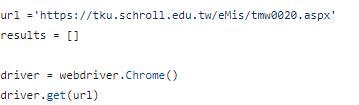 url ='https://tku.schroll.edu.tw/eMis/tmw0020.aspx'
results = []
driver = webdriver.Chrome()
driver.get(url)